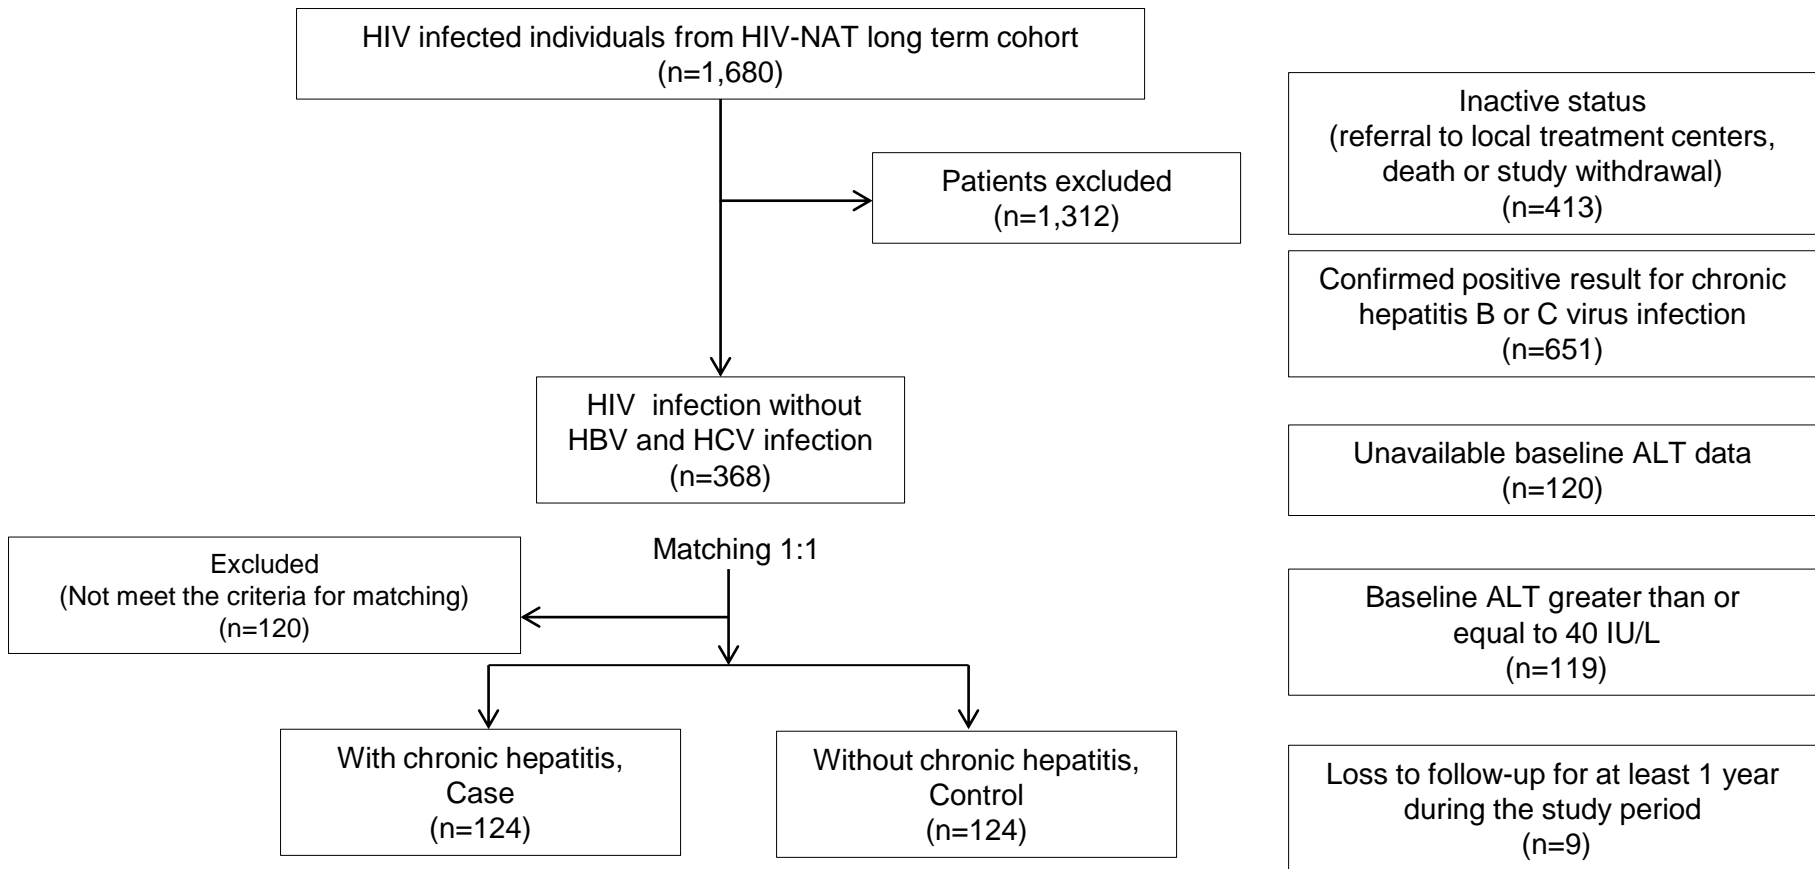 HIV infected individuals from HIV-NAT long term cohort
(n=1,680)
Patients excluded
(n=1,312)
Inactive status
(referral to local treatment centers,
death or study withdrawal)
(n=413)
Confirmed positive result for chronic
hepatitis B or C virus infection
(n=651)
HIV infection without
HBV and HCV infection
(n=368)
Unavailable baseline ALT data
(n=120)
Matching 1:1
Excluded
(Not meet the criteria for matching)
(n=120)
Baseline ALT greater than or
equal to 40 IU/L
(n=119)
With chronic hepatitis,
Case
(n=124)
Without chronic hepatitis,
Control
(n=124)
Loss to follow-up for at least 1 year
during the study period
(n=9)